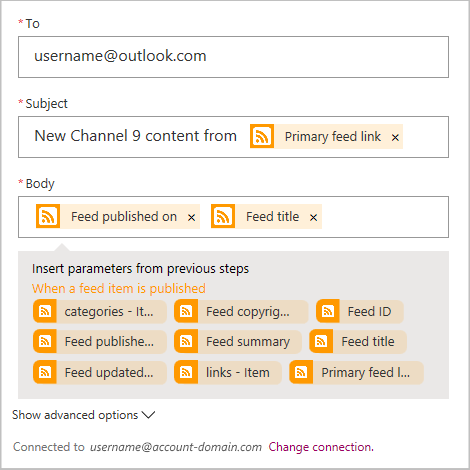 * To
username@outlook.com
* Subject
New Channel 9 content from Primary feed link ×
* Body
Feed published on × Feed title ×
Insert parameters from previous steps
When a feed item is published
categories - It... Feed copyrig... Feed ID
Feed publishe... Feed summary Feed title
Feed updated... links - Item Primary feed l...
Show advanced options
Connected to username@account-domain.com Change connection.